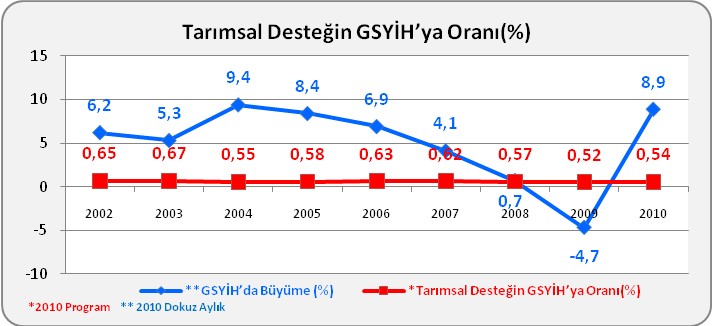 Tarımsal Desteğin GSYİH’ya Oranı(%)
15
10
5
0
-5
-10
6,2 5,3 9,4 8,4 6,9 4,1 0,7 -4,7 8,9
0,65 0,67 0,55 0,58 0,63 0,62 0,57 0,52 0,54
2002 2003 2004 2005 2006 2007 2008 2009 2010
**GSYİH’da Büyüme (%) *Tarımsal Desteğin GSYİH’ya Oranı(%)
*2010 Program ** 2010 Dokuz Aylık